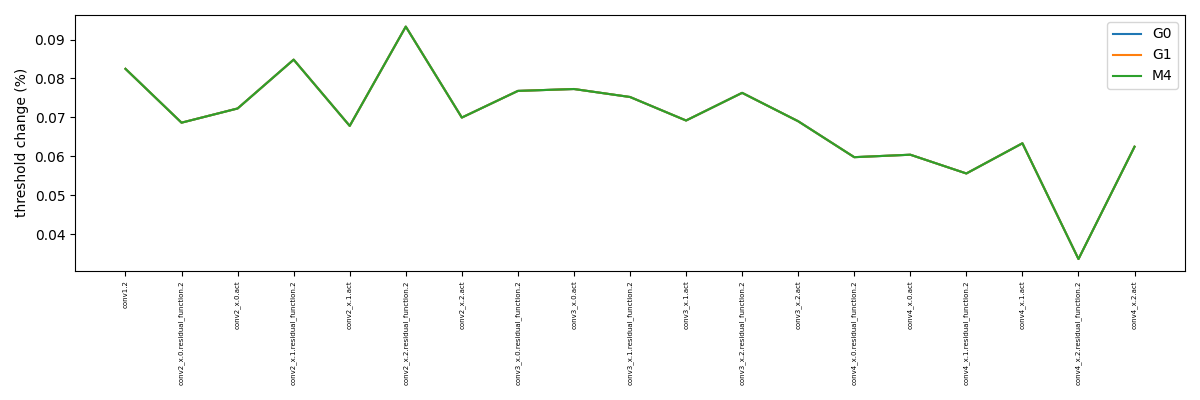 threshold change (%)
0.09
0.08
0.07
0.06
0.05
0.04
G0
G1
M4
conv1.2
conv2_x.0.residual_function.2
conv2_x.0.act
conv2_x.1.residual_function.2
conv2_x.1.act
conv2_x.2.residual_function.2
conv2_x.2.act
conv3_x.0.residual_function.2
conv3_x.0.act
conv3_x.1.residual_function.2
conv3_x.1.act
conv3_x.2.residual_function.2
conv3_x.2.act
conv4_x.0.residual_function.2
conv4_x.0.act
conv4_x.1.residual_function.2
conv4_x.1.act
conv4_x.2.residual_function.2
conv4_x.2.act